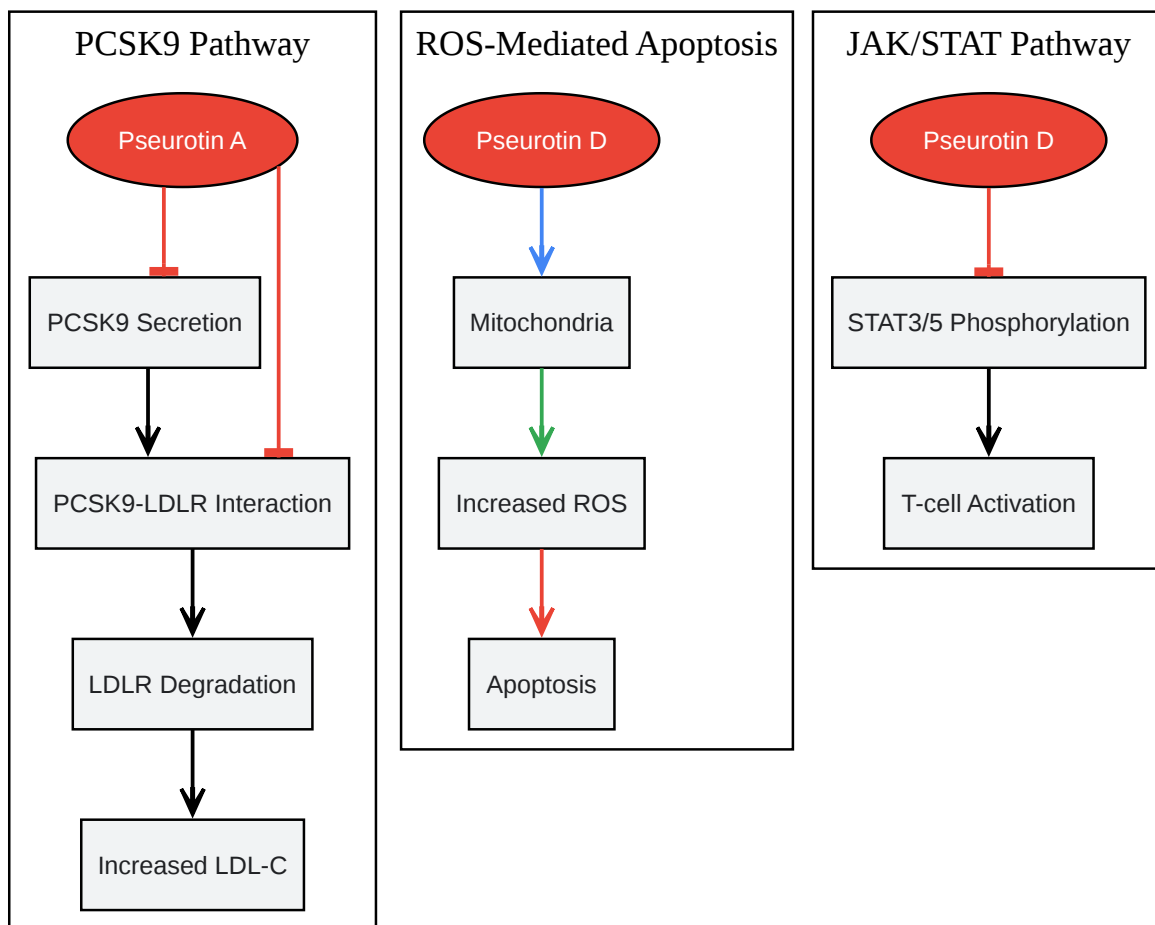 PCSK9 Pathway
Pseurotin A
PCSK9 Secretion
PCSK9-LDLR Interaction
LDLR Degradation
Increased LDL-C
ROS-Mediated Apoptosis
Pseurotin D
Mitochondria
Increased ROS
Apoptosis
JAK/STAT Pathway
Pseurotin D
STAT3/5 Phosphorylation
T-cell Activation